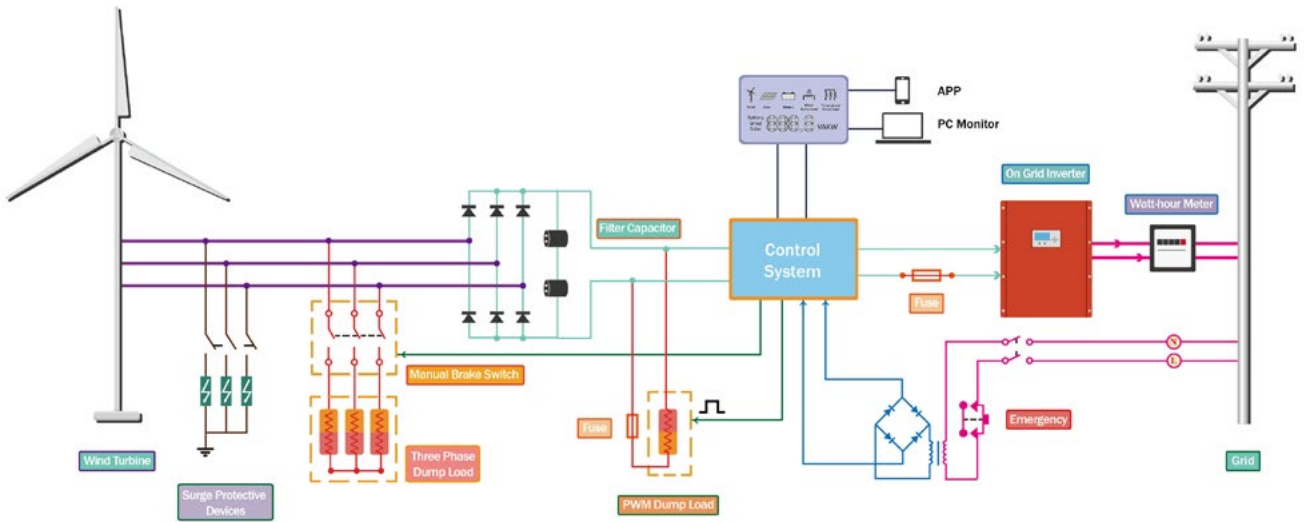 APP
PC Monitor
On Grid Inverter
Watt-hour Meter
Filter Capacitor
Control
System
Fuse
Manual Brake Switch
N
L
Fuse
Emergency
Three Phase
Dump Load
Wind Turbine
Grid
Surge Protective
Devices
PWM Dump Load